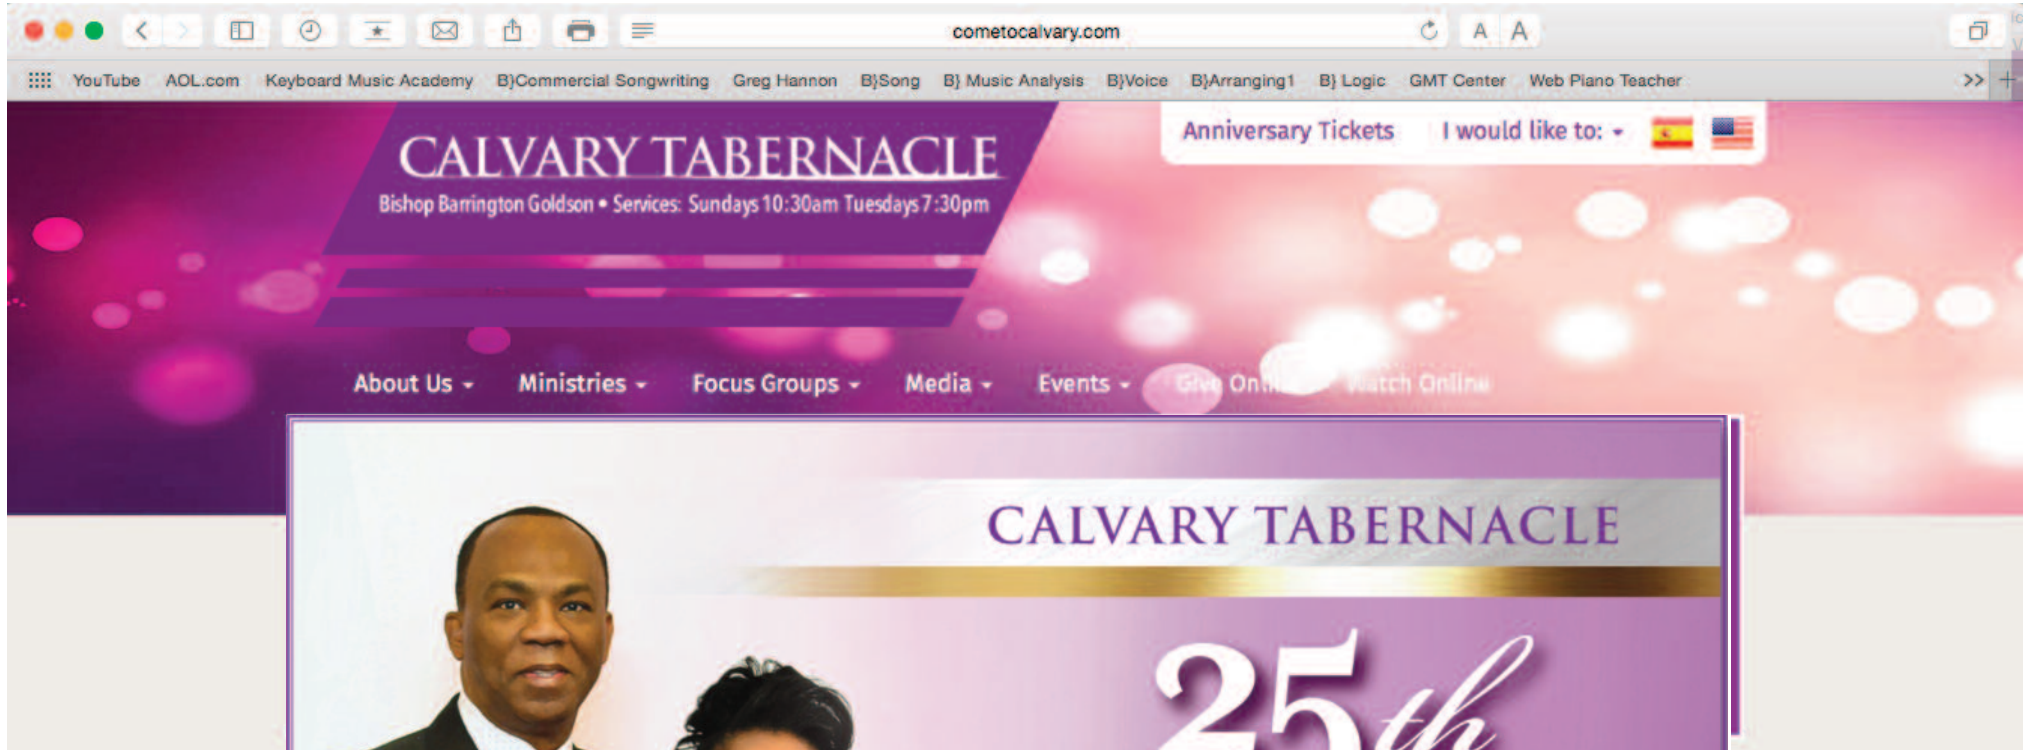 cometocalvary.com
A A
YouTube AOL.com Keyboard Music Academy B}Commercial Songwriting Greg Hannon B}Song B} Music Analysis B}Voice B}Arranging1 B} Logic GMT Center Web Piano Teacher >> +
Anniversary Tickets I would like to:
CALVARY TABERNACLE
Bishop Barrington Goldson • Services: Sundays 10:30am Tuesdays 7:30pm
About Us Ministries Focus Groups Media Events Give Online Watch Online
CALVARY TABERNACLE
25th